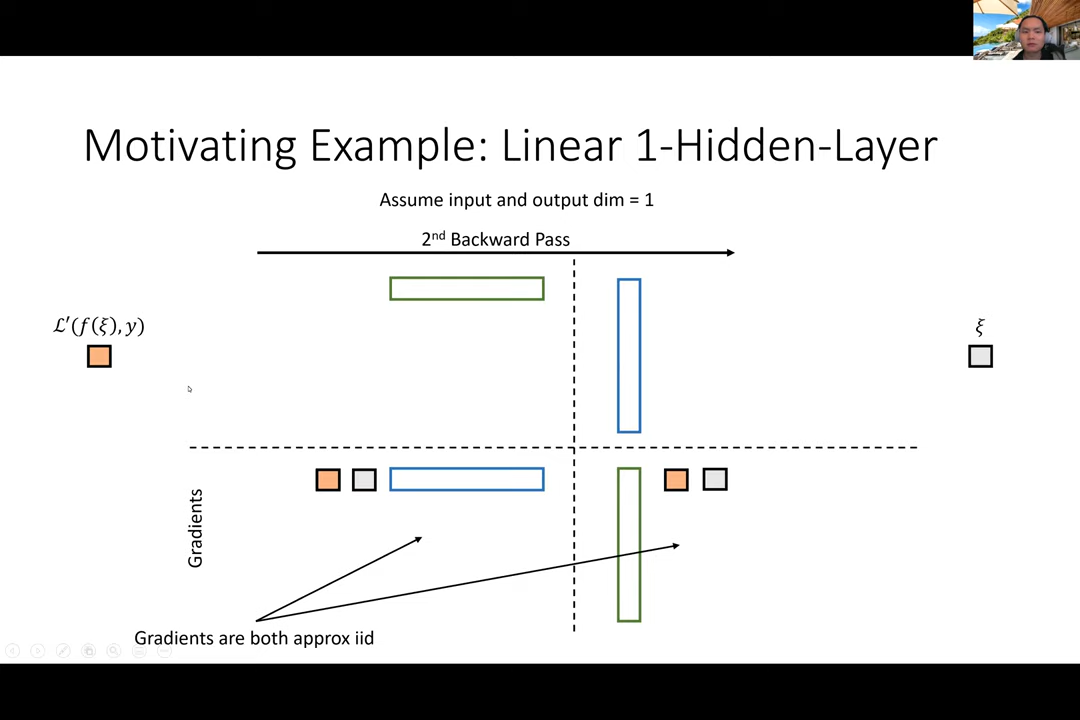 Motivating Example: Linear 1-Hidden-Layer
Assume input and output dim = 1
2nd Backward Pass
ℒ′(f(ξ), y)
ξ
Gradients
Gradients are both approx iid